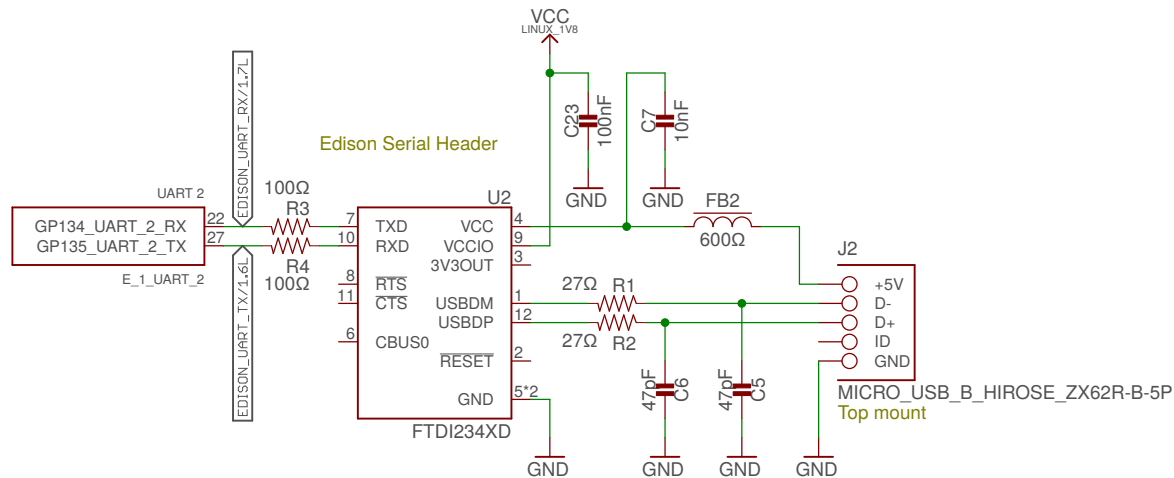 VCC
LINUX_1V8
EDISON_UART_RX/1.7L
C23
100nF
C7
10nF
Edison Serial Header
GND
GND
UART 2
100Ω
R3
U2
FB2
600Ω
GP134_UART_2_RX
22
7
TXD
VCC
4
GP135_UART_2_TX
27
10
RXD
VCCIO
9
3V3OUT
3
E_1_UART_2
R4
100Ω
EDISON_UART_TX/1.6L
8
RTS
11
CTS
USBDM
1
27Ω
R1
USBDP
12
27Ω
R2
6
CBUS0
RESET
2
GND
5*2
FTDI234XD
J2
+5V
D-
D+
ID
GND
47pF
C6
47pF
C5
MICRO_USB_B_HIROSE_ZX62R-B-5P
Top mount
GND
GND
GND
GND